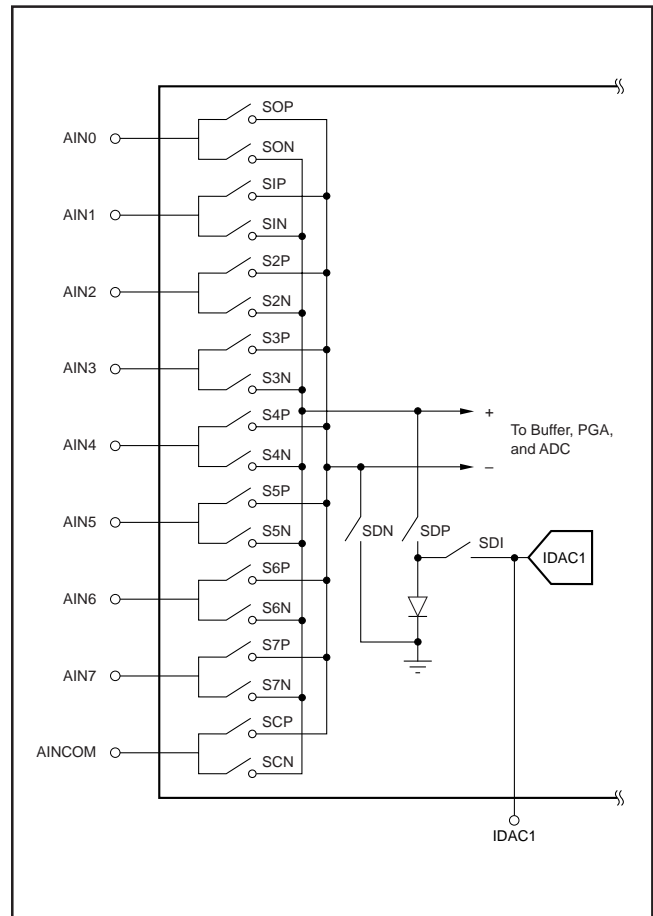 AIN0
SOP
SON
AIN1
SIP
SIN
AIN2
S2P
S2N
AIN3
S3P
S3N
AIN4
S4P
S4N
AIN5
S5P
S5N
AIN6
S6P
S6N
AIN7
S7P
S7N
AINCOM
SCP
SCN
+
To Buffer, PGA,
and ADC
–
SDN
SDP
SDI
IDAC1
IDAC1